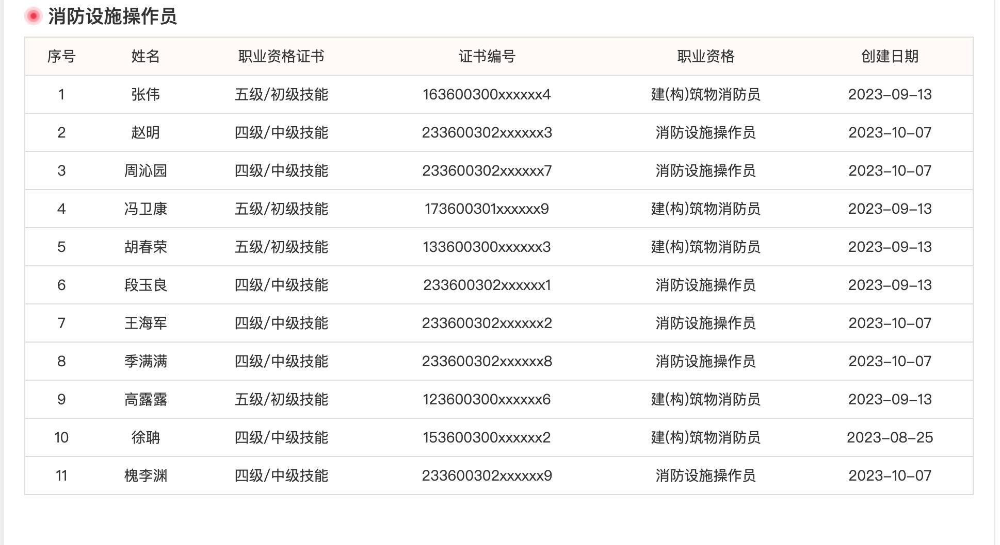 消防设施操作员
序号 姓名 职业资格证书 证书编号 职业资格 创建日期
1 张伟 五级/初级技能 163600300xxxxxx4 建(构)筑物消防员 2023-09-13
2 赵明 四级/中级技能 233600302xxxxxx3 消防设施操作员 2023-10-07
3 周沁园 四级/中级技能 233600302xxxxxx7 消防设施操作员 2023-10-07
4 冯卫康 五级/初级技能 173600301xxxxxx9 建(构)筑物消防员 2023-09-13
5 胡春荣 五级/初级技能 133600300xxxxxx3 建(构)筑物消防员 2023-09-13
6 段玉良 四级/中级技能 233600302xxxxxx1 消防设施操作员 2023-09-13
7 王海军 四级/中级技能 233600302xxxxxx2 消防设施操作员 2023-10-07
8 季满满 四级/中级技能 233600302xxxxxx8 消防设施操作员 2023-10-07
9 高露露 五级/初级技能 123600300xxxxxx6 建(构)筑物消防员 2023-09-13
10 徐聃 四级/中级技能 153600300xxxxxx2 建(构)筑物消防员 2023-08-25
11 槐李渊 四级/中级技能 233600302xxxxxx9 消防设施操作员 2023-10-07